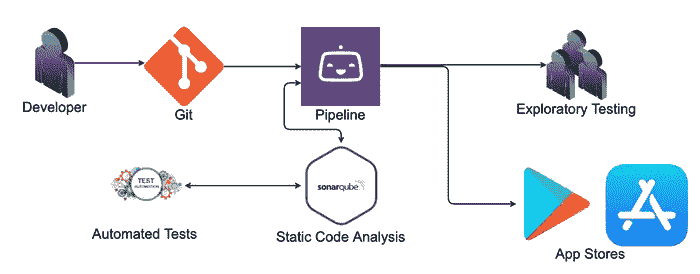 Developer
Git
Pipeline
Exploratory Testing
TEST
AUTOMATION
sonarqube
Automated Tests
Static Code Analysis
App Stores